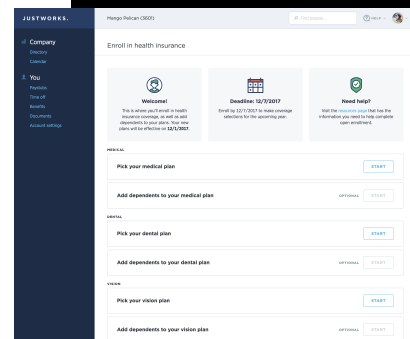 JUSTWORKS.
Mango Pelican (3601)
Find people...
HELP
Company
Directory
Calendar
You
Paystubs
Time off
Benefits
Documents
Account settings
Enroll in health insurance
Welcome!
This is where you'll enroll in health
insurance coverage, as well as add
dependents to your plans. Your new
plans will be effective on 12/1/2017.
Deadline: 12/7/2017
Enroll by 12/7/2017 to make coverage
selections for the upcoming year.
Need help?
Visit the resources page that has the
information you need to help complete
open enrollment.
MEDICAL
Pick your medical plan
START
Add dependents to your medical plan
OPTIONAL
START
DENTAL
Pick your dental plan
START
Add dependents to your dental plan
OPTIONAL
START
VISION
Pick your vision plan
START
Add dependents to your vision plan
OPTIONAL
START